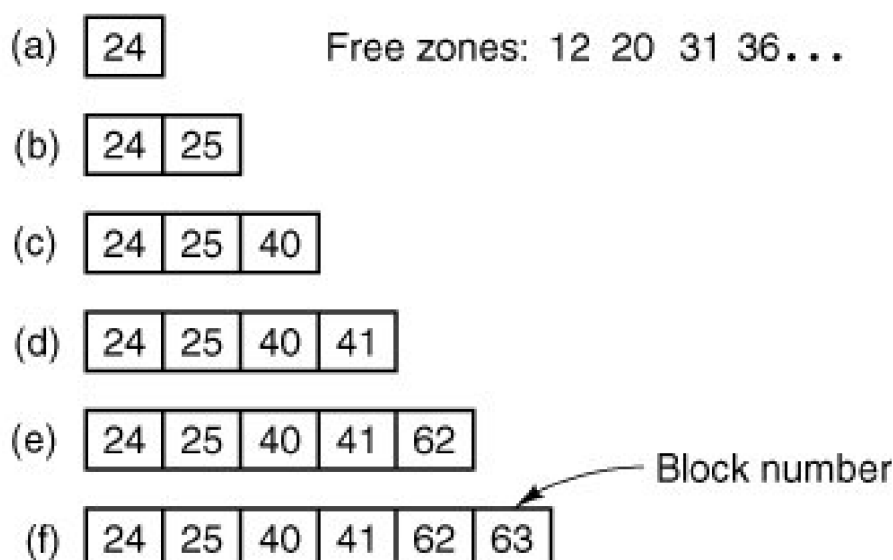 (a) 24 Free zones: 12 20 31 36...
(b) 24 25
(c) 24 25 40
(d) 24 25 40 41
(e) 24 25 40 41 62
Block number
(f) 24 25 40 41 62 63